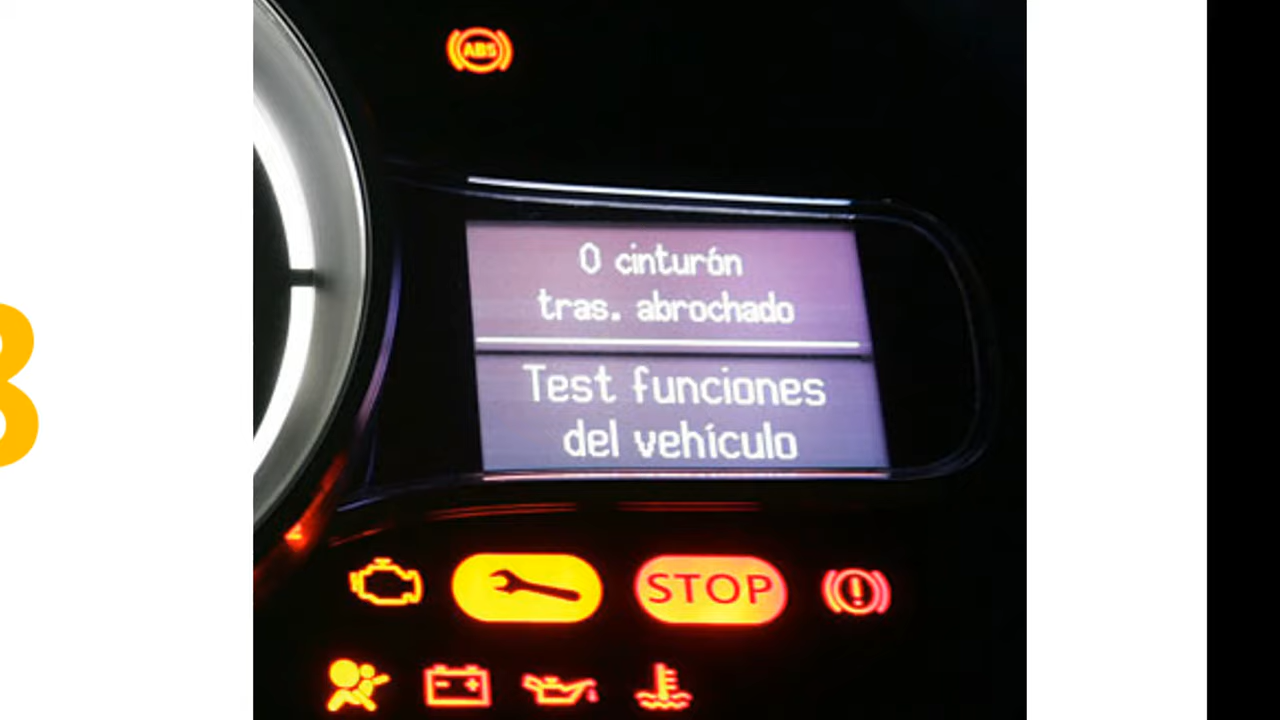 ABS
0 cinturón
tras. abrochado
Test funciones
del vehículo
STOP